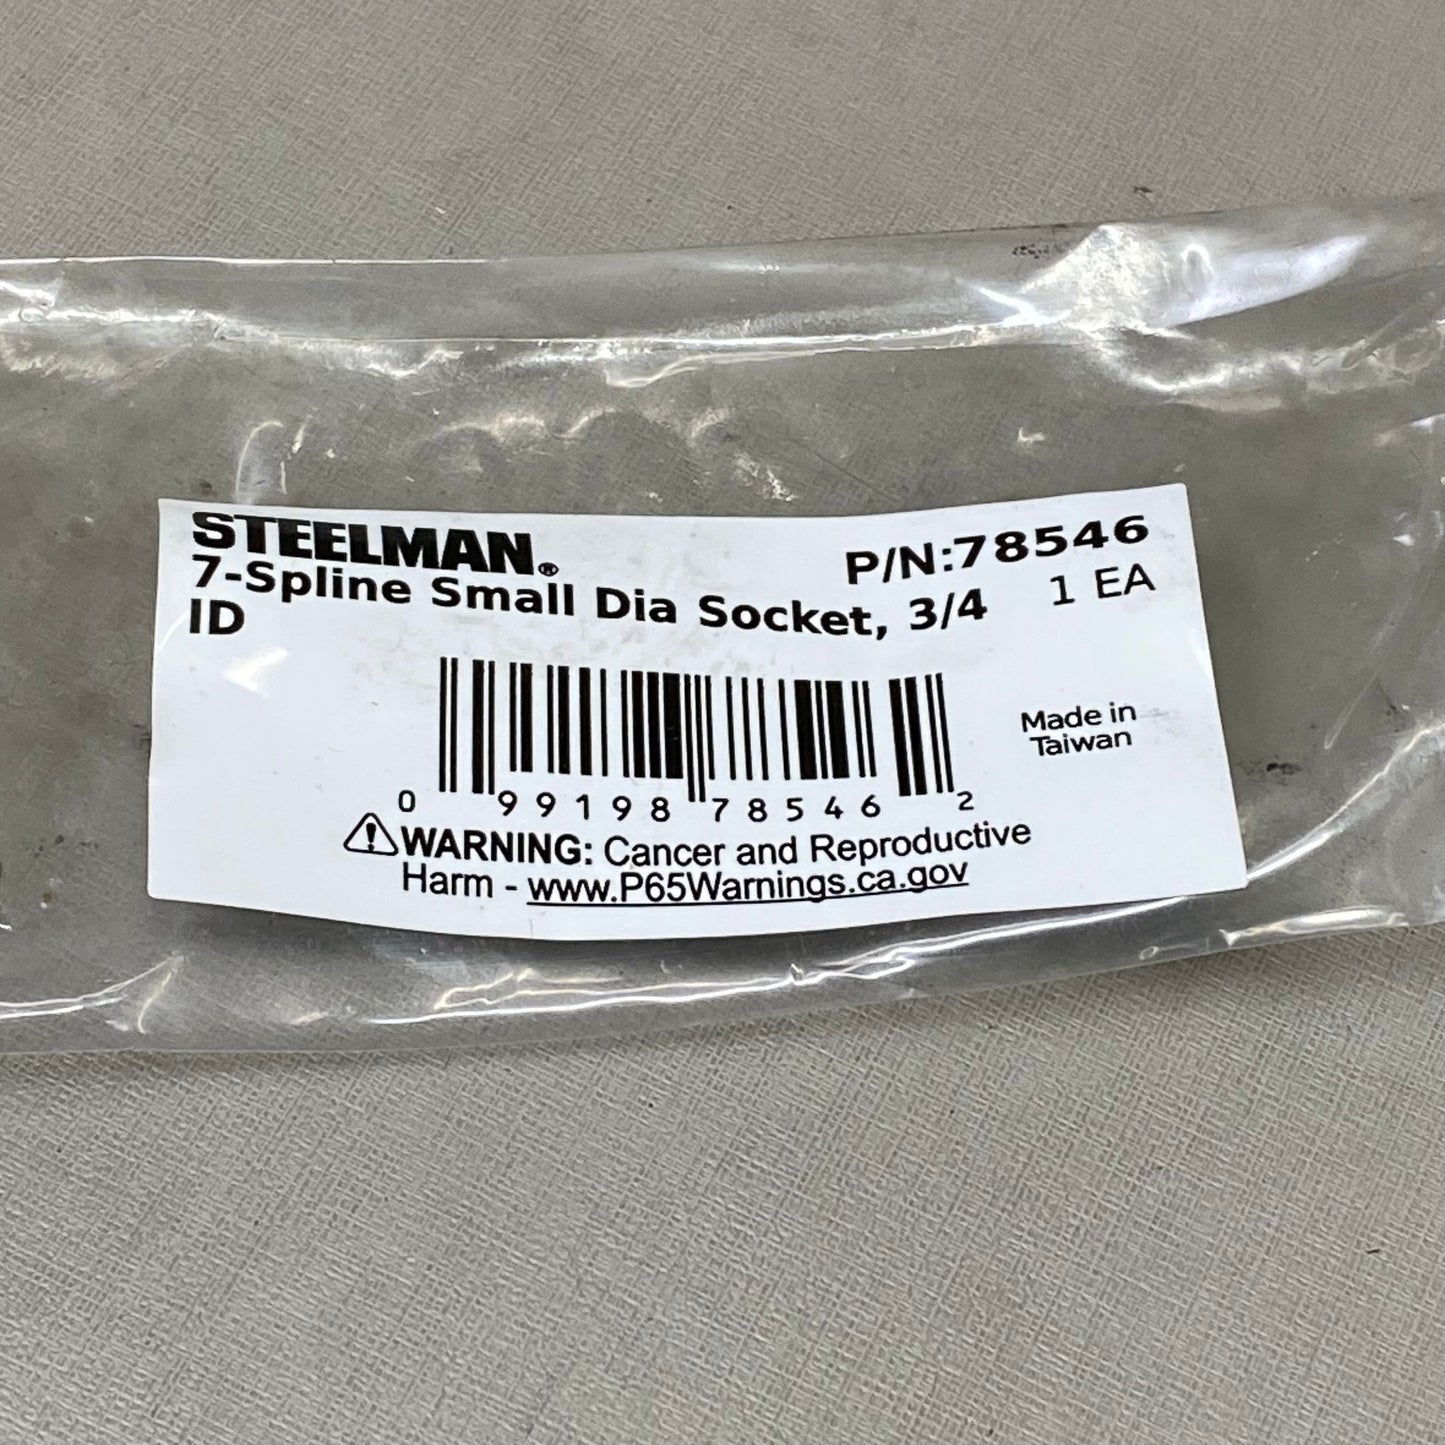 STEELMAN® P/N:78546
7-Spline Small Dia Socket, 3/4 1 EA
ID
Made in
Taiwan
0 99198 78546 2
WARNING: Cancer and Reproductive
Harm - www.P65Warnings.ca.gov